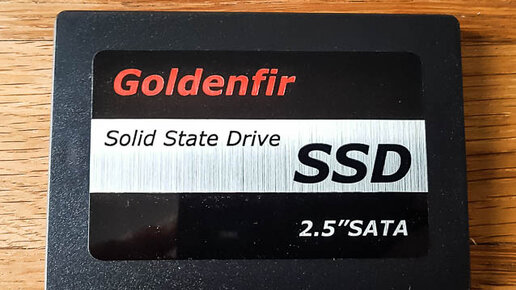 Goldenfir
Solid State Drive
SSD
2.5”SATA